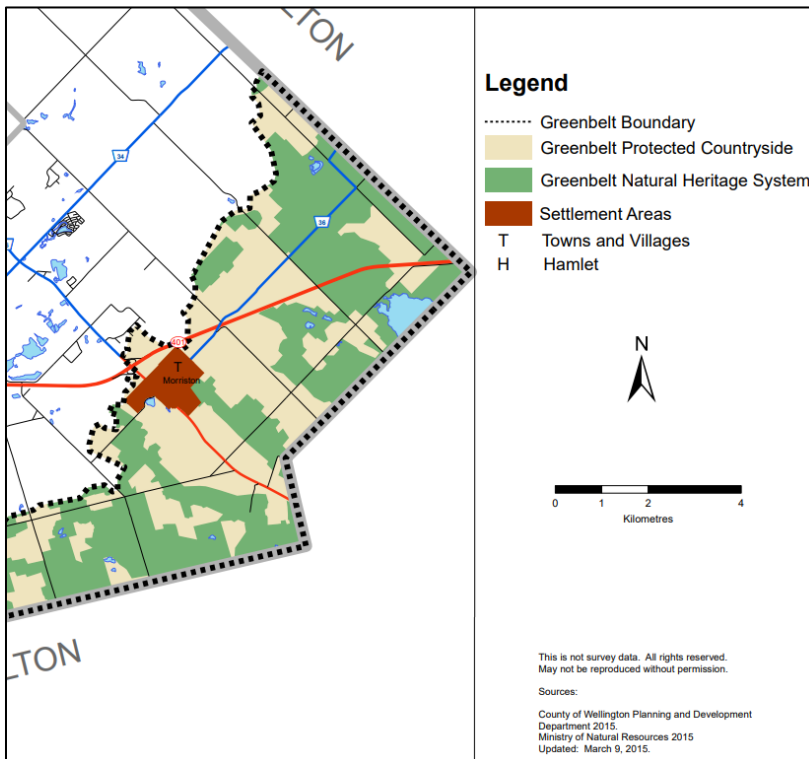 LTON
34
38
401
T
Morriston
LTON
Legend
Greenbelt Boundary
Greenbelt Protected Countryside
Greenbelt Natural Heritage System
Settlement Areas
T Towns and Villages
H Hamlet
N
0 1 2 4
Kilometres
This is not survey data. All rights reserved.
May not be reproduced without permission.
Sources:
County of Wellington Planning and Development
Department 2015.
Ministry of Natural Resources 2015
Updated: March 9, 2015.